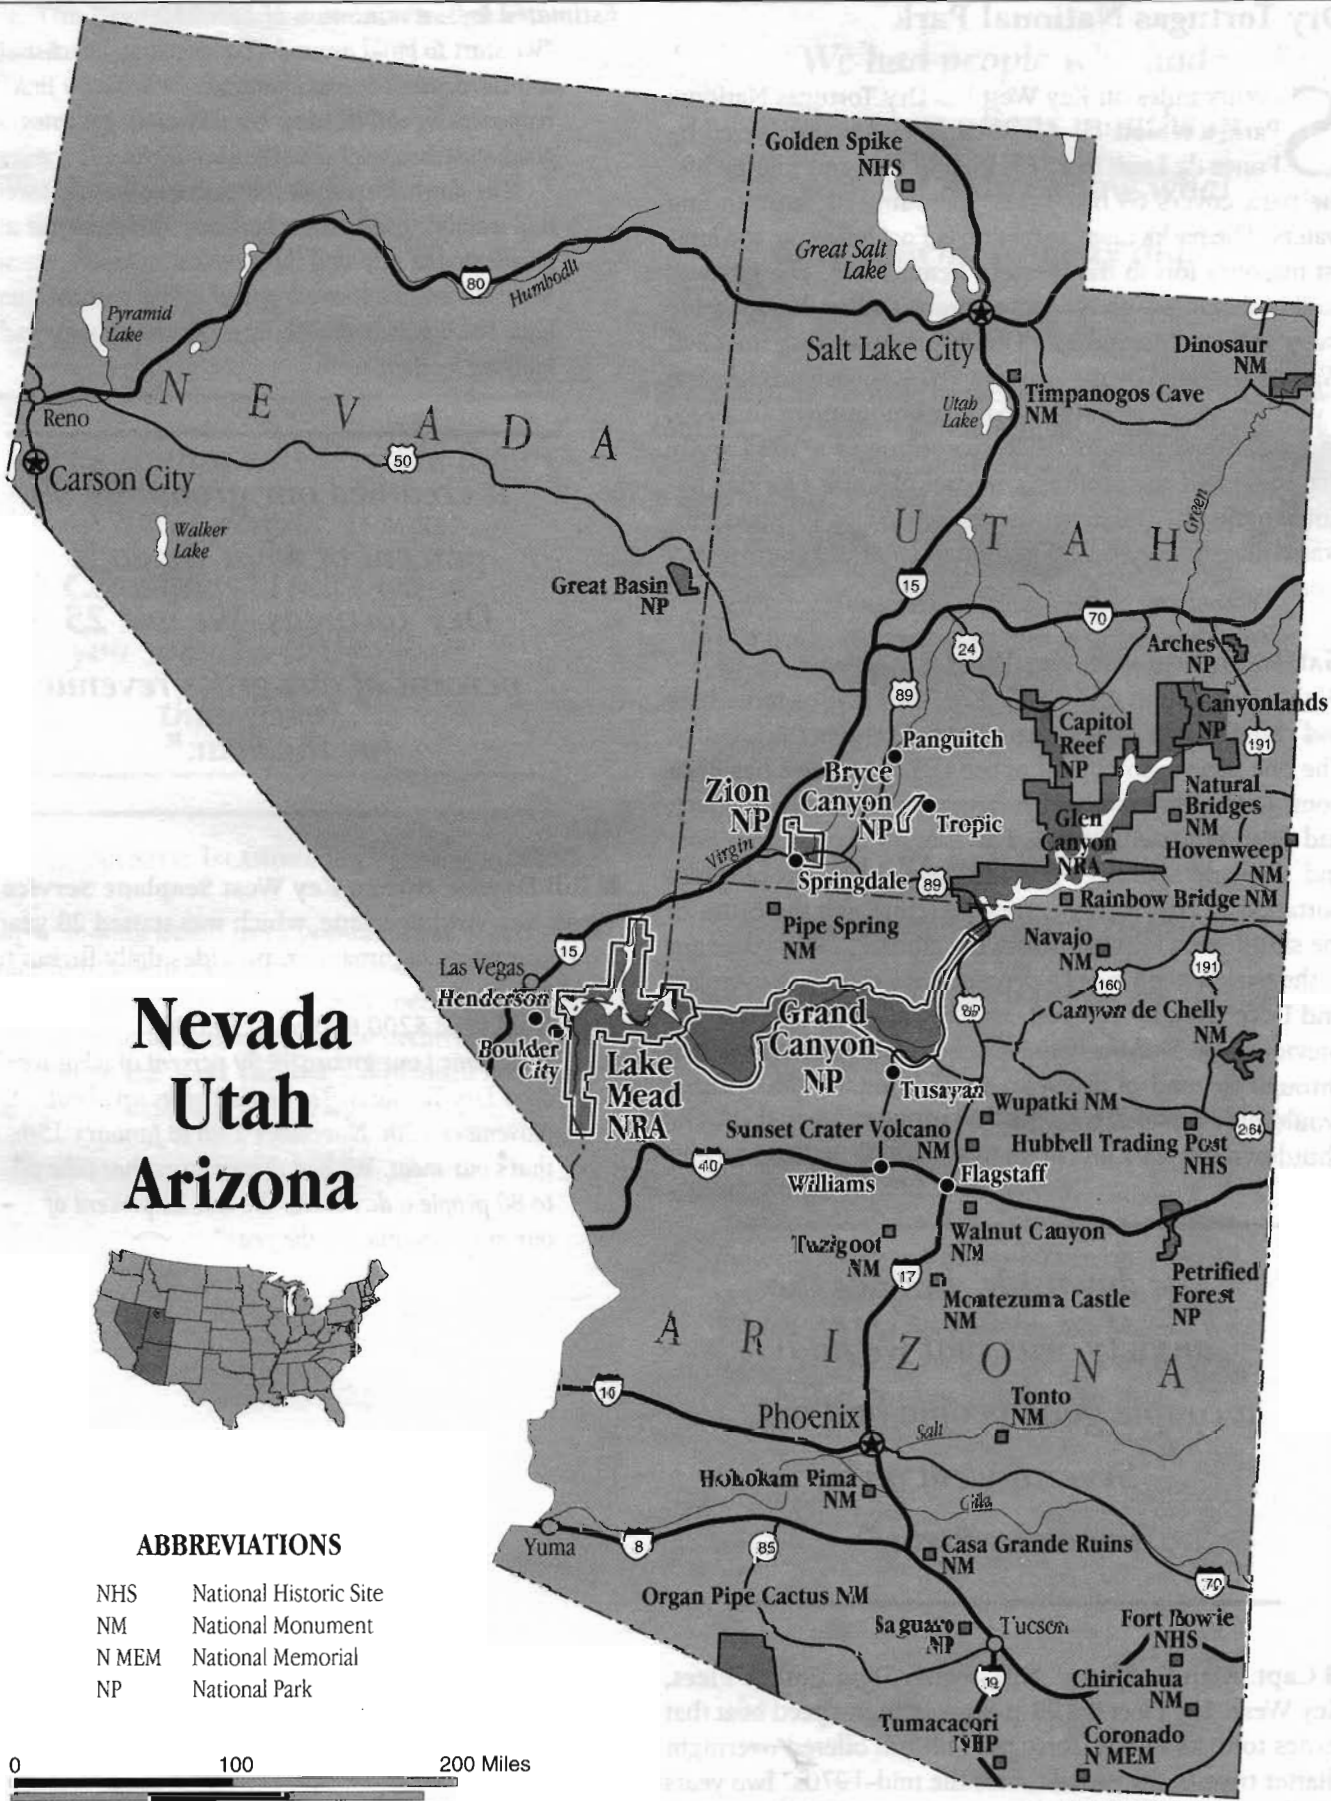 Golden Spike
NHS
Great Salt
Lake
80
Humboldt
Pyramid
Lake
Salt Lake City
Dinosaur
NM
Timpanogos Cave
NM
Utah
Lake
Reno
NEVADA
50
Carson City
Walker
Lake
UTAH
Green
Great Basin
NP
15
70
24
Arches
NP
89
Canyonlands
NP
Capitol
Reef
NP
191
Panguitch
Bryce
Canyon
NP
Zion
NP
Tropic
Natural
Bridges
NM
Glen
Canyon
NRA
Virgin
Hovenweep
NM
Springdale
89
Rainbow Bridge NM
Pipe Spring
NM
Navajo
NM
15
Las Vegas
191
160
Henderson
Grand
Canyon
NP
Canyon de Chelly
NM
Boulder
City
Lake
Mead
NRA
Tusayan
Wupatki NM
Sunset Crater Volcano
NM
Hubbell Trading Post
NHS
264
40
Williams
Flagstaff
Walnut Canyon
NM
Tuzigoot
NM
17
Petrified
Forest
NP
Montezuma Castle
NM
ARIZONA
10
Tonto
NM
Phoenix
Salt
Hohokam Pima
NM
Gila
Yuma
8
85
Casa Grande Ruins
NM
70
Organ Pipe Cactus NM
Saguaro
NP
Tucson
Fort Bowie
NHS
19
Chiricahua
NM
Tumacacori
NHP
Coronado
N MEM
Nevada
Utah
Arizona
ABBREVIATIONS
NHS National Historic Site
NM National Monument
N MEM National Memorial
NP National Park
0 100 200 Miles